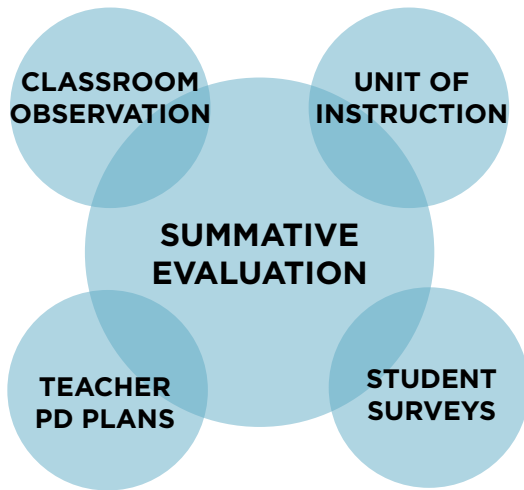 CLASSROOM
OBSERVATION
UNIT OF
INSTRUCTION
SUMMATIVE
EVALUATION
TEACHER
PD PLANS
STUDENT
SURVEYS